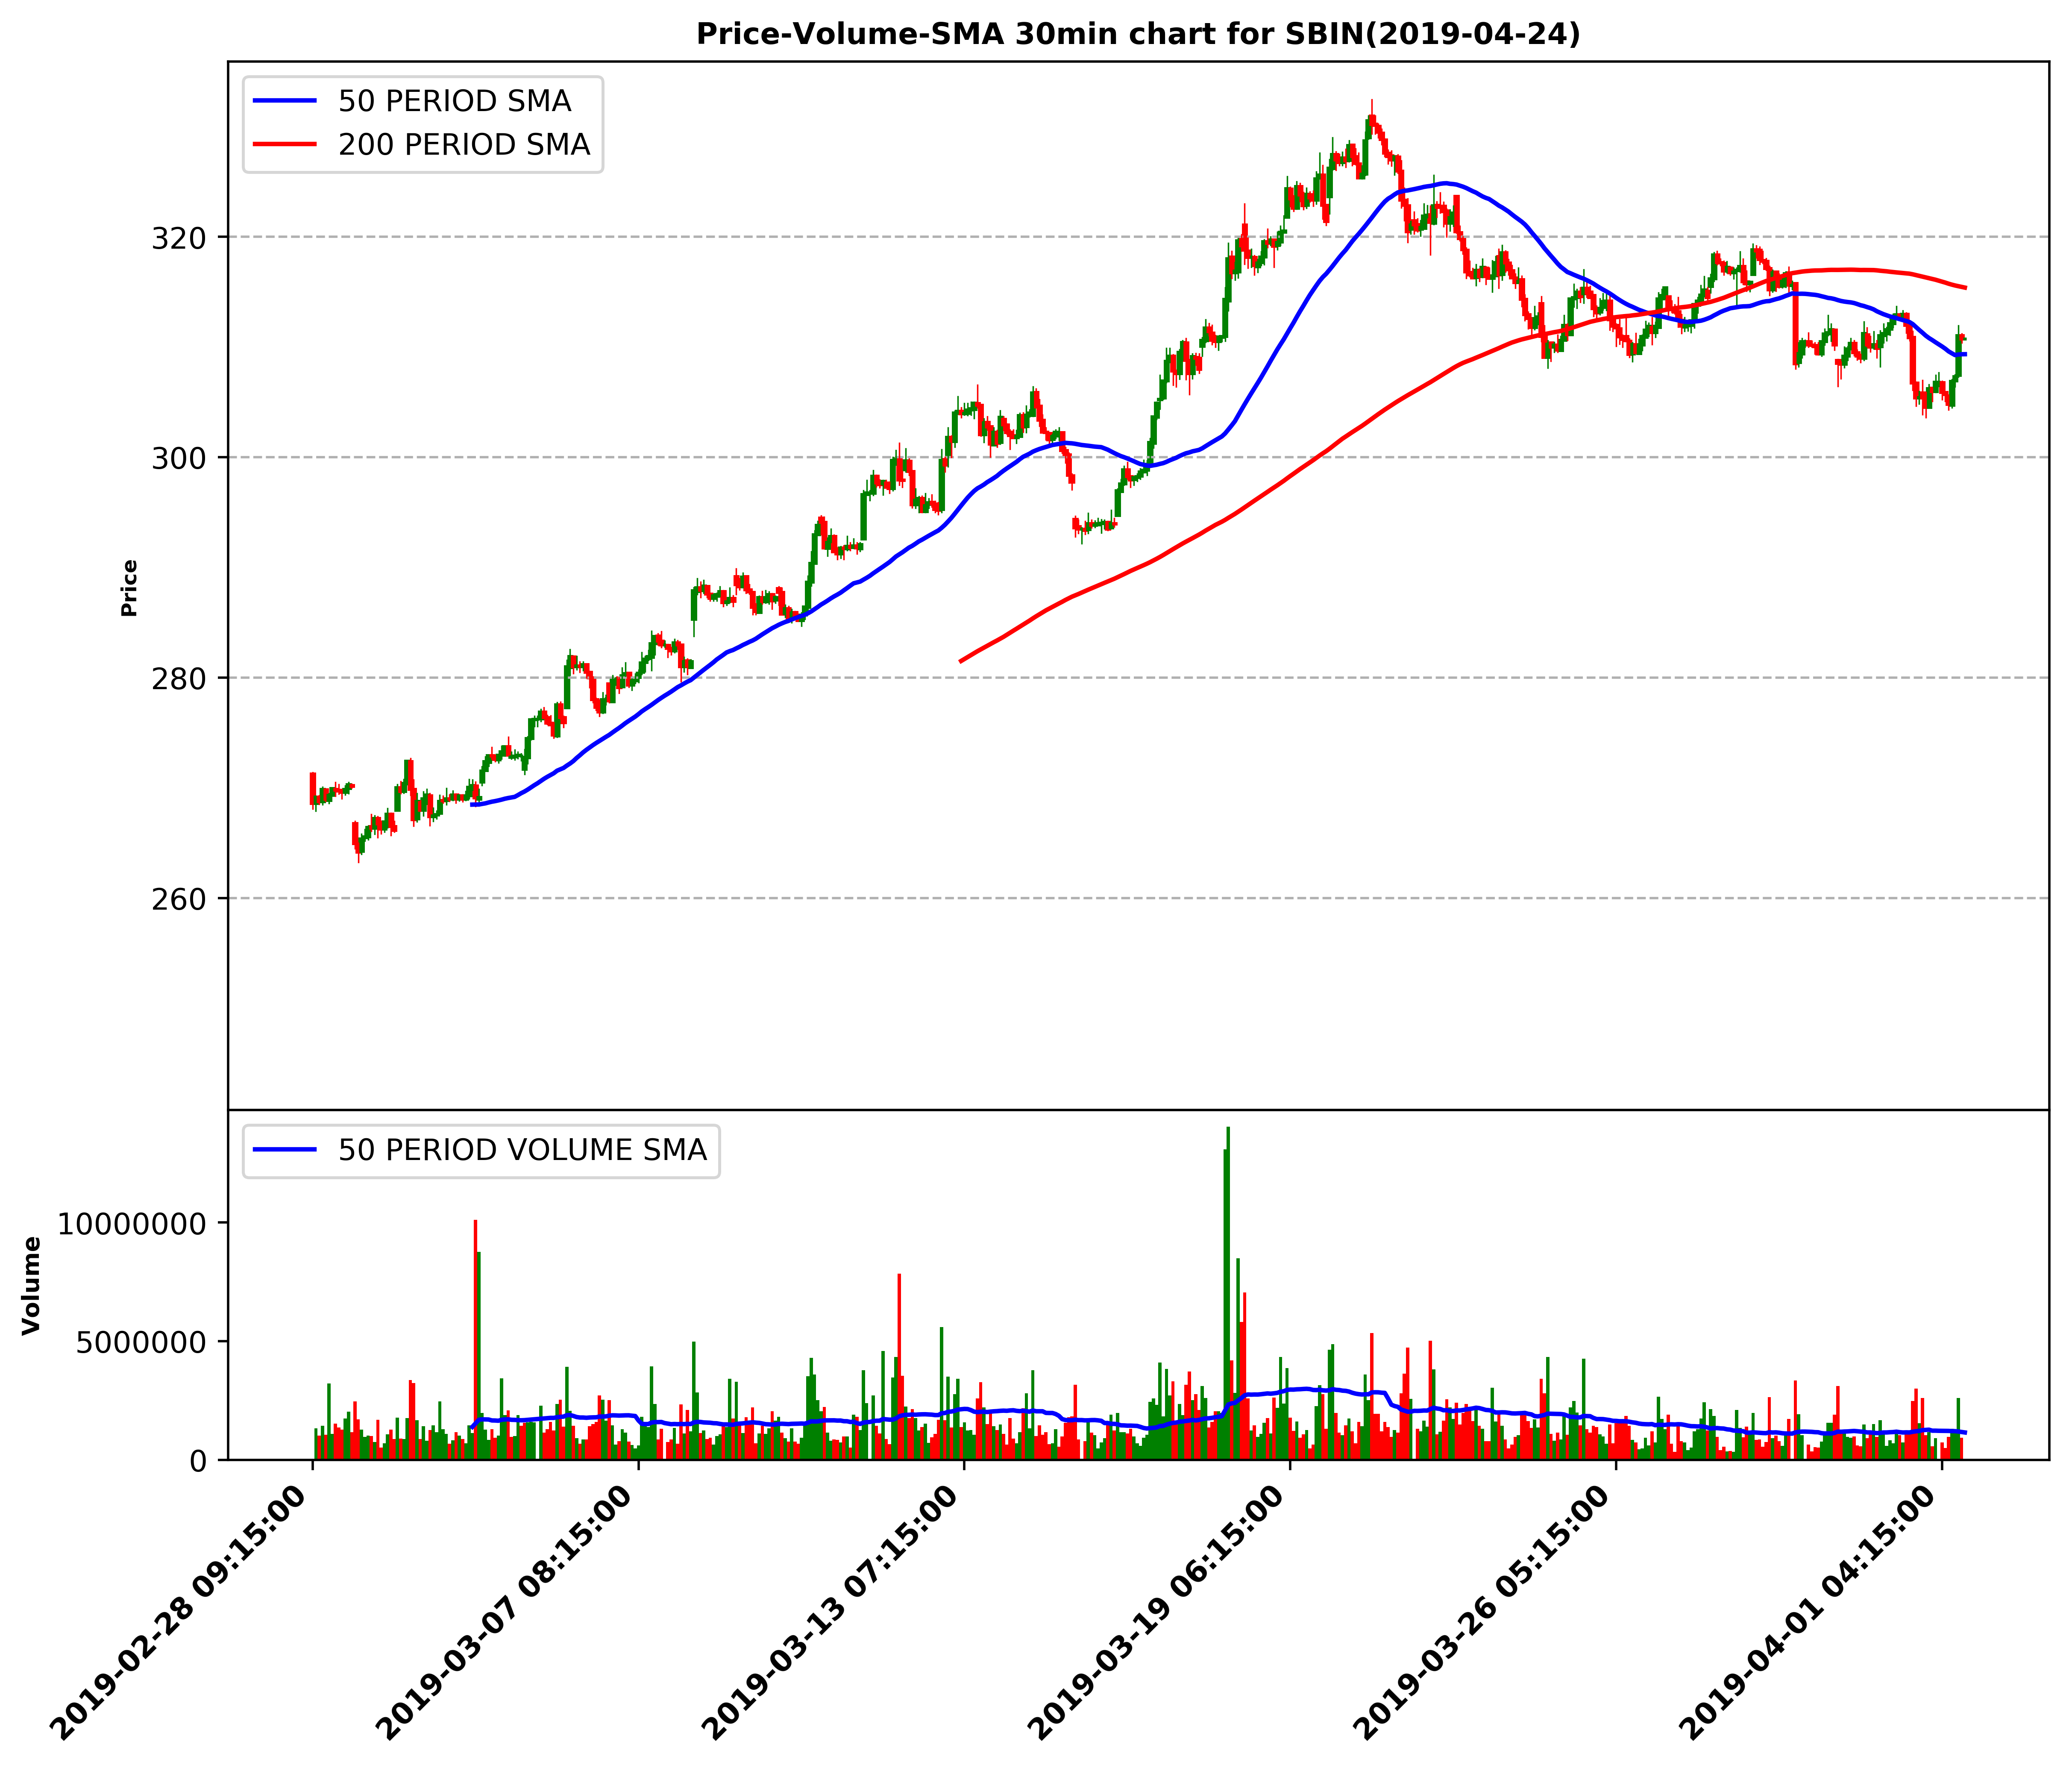 Price-Volume-SMA 30min chart for SBIN(2019-04-24)
50 PERIOD SMA
200 PERIOD SMA
320
300
280
260
Price
50 PERIOD VOLUME SMA
10000000
5000000
0
Volume
2019-02-28 09:15:00
2019-03-07 08:15:00
2019-03-13 07:15:00
2019-03-19 06:15:00
2019-03-26 05:15:00
2019-04-01 04:15:00